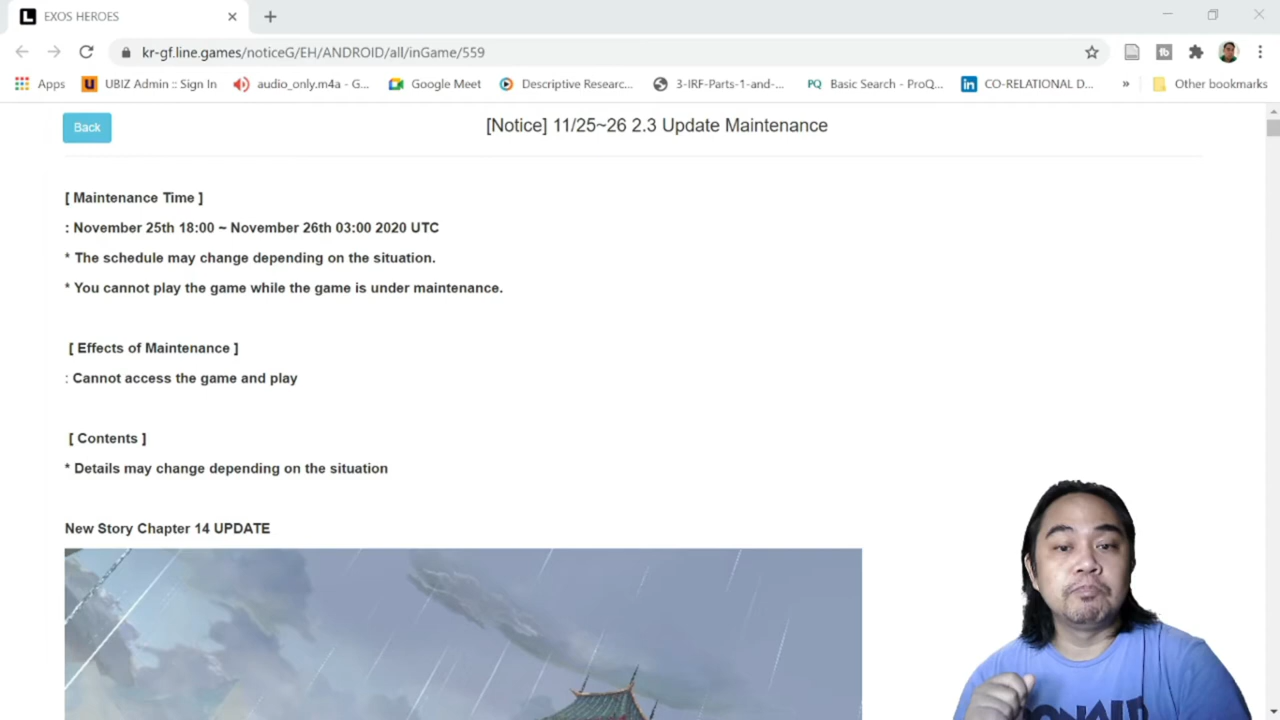 EXOS HEROES
kr-gf.line.games/noticeG/EH/ANDROID/all/inGame/559
Apps UBIZ Admin :: Sign In audio_only.m4a - G... Google Meet Descriptive Researc... 3-IRF-Parts-1-and-... PQ Basic Search - ProQ... in CO-RELATIONAL D... » Other bookmarks
Back
[Notice] 11/25~26 2.3 Update Maintenance
[ Maintenance Time ]
: November 25th 18:00 ~ November 26th 03:00 2020 UTC
* The schedule may change depending on the situation.
* You cannot play the game while the game is under maintenance.
[ Effects of Maintenance ]
: Cannot access the game and play
[ Contents ]
* Details may change depending on the situation
New Story Chapter 14 UPDATE